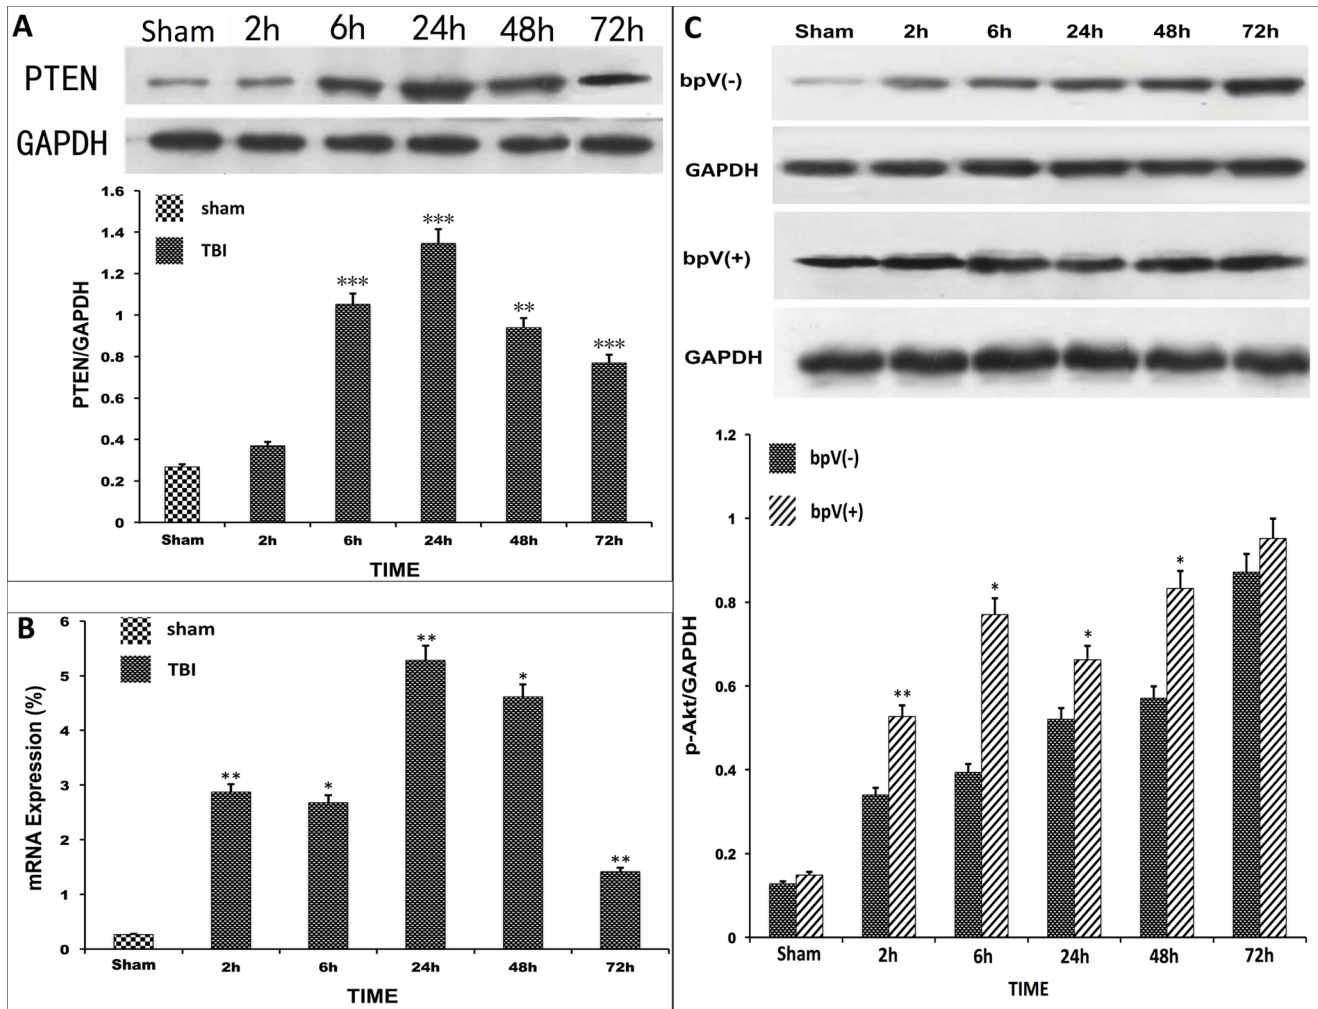 A
Sham 2h 6h 24h 48h 72h
PTEN
GAPDH
1.6
1.4
1.2
1
0.8
0.6
0.4
0.2
0
PTEN/GAPDH
sham
TBI
***
***
**
***
Sham 2h 6h 24h 48h 72h
TIME
B
6
5
4
3
2
1
0
mRNA Expression (%)
sham
TBI
**
*
**
*
**
Sham 2h 6h 24h 48h 72h
TIME
C
Sham 2h 6h 24h 48h 72h
bpV(-)
GAPDH
bpV(+)
GAPDH
1.2
1
0.8
0.6
0.4
0.2
0
p-Akt/GAPDH
bpV(-)
bpV(+)
**
*
*
*
Sham 2h 6h 24h 48h 72h
TIME